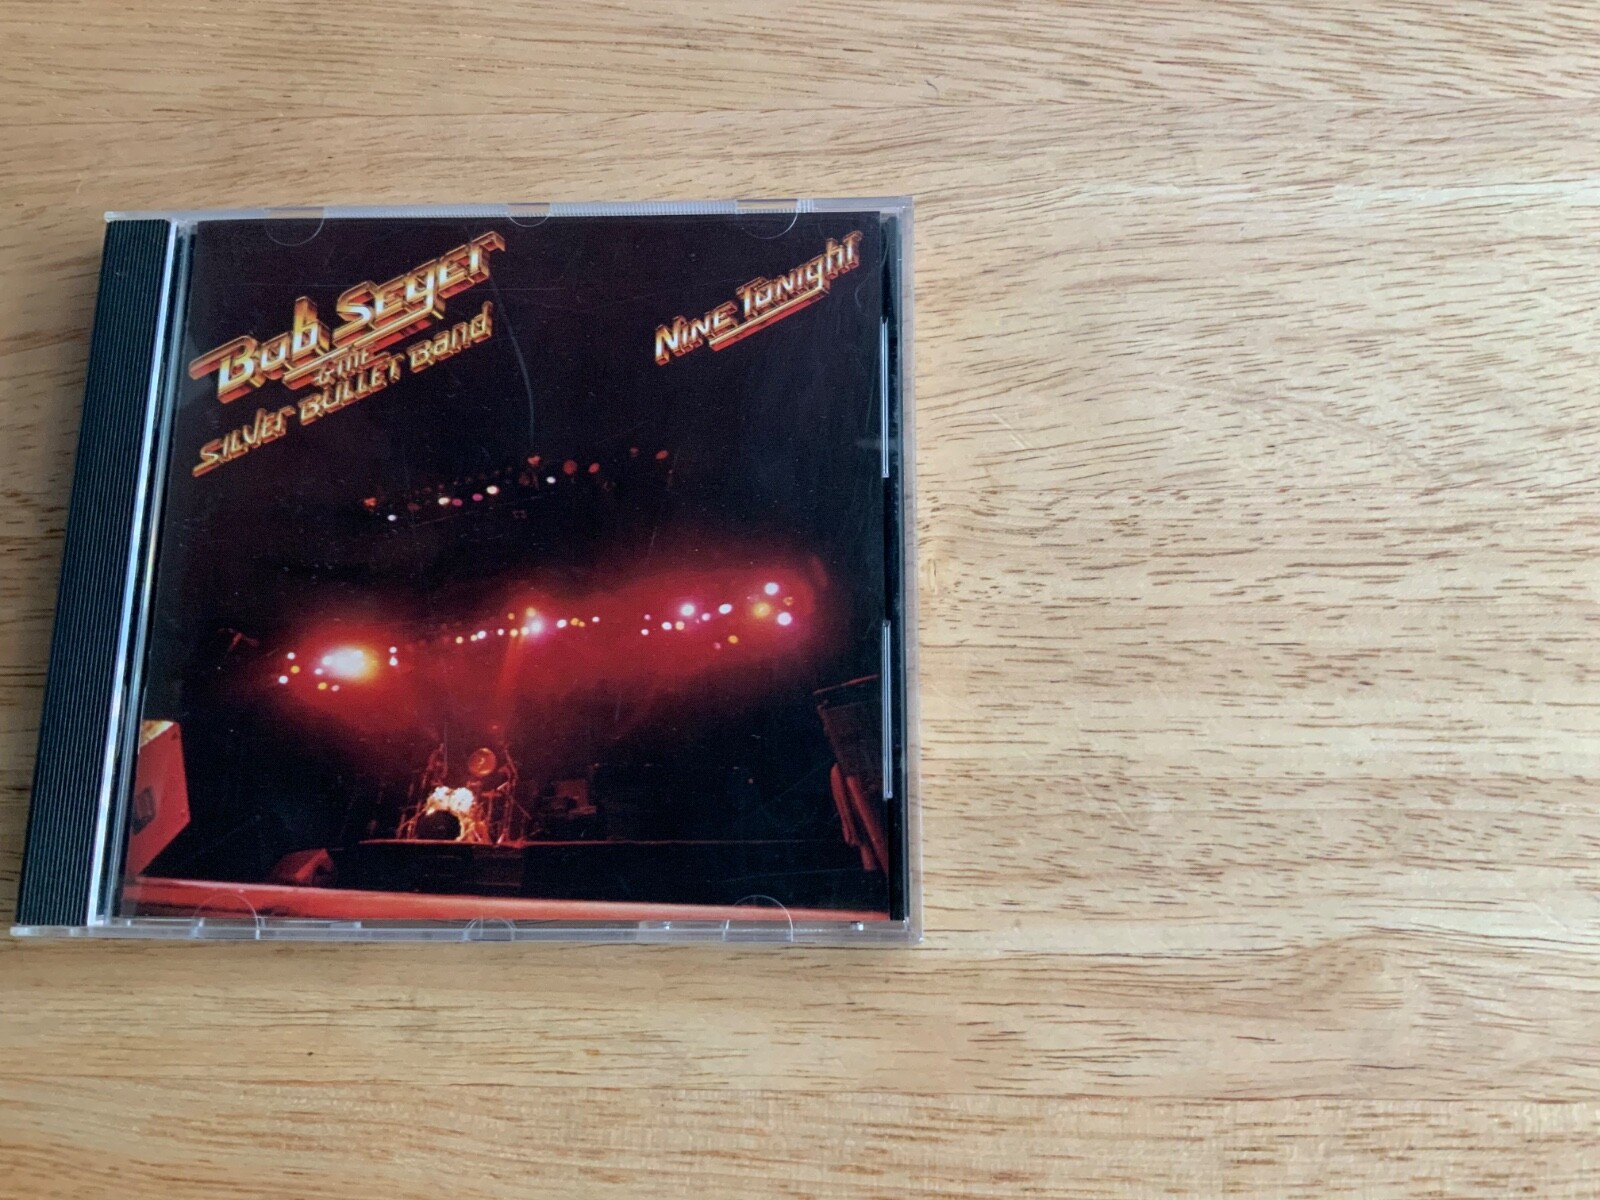 Bob Seger
& THE
SILVER BULLET BAND
NINE TONIGHT